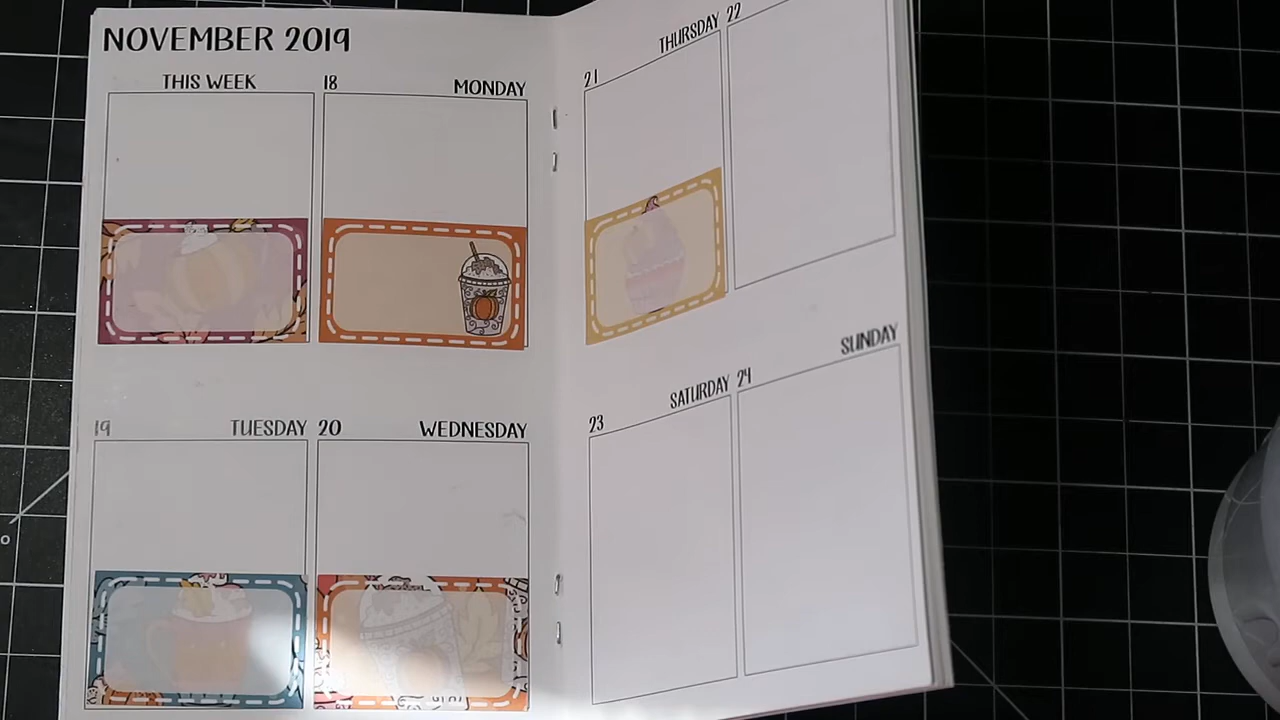 NOVEMBER 2019
THIS WEEK
18 MONDAY
19 TUESDAY
20 WEDNESDAY
21 THURSDAY
22
23 SATURDAY
24 SUNDAY